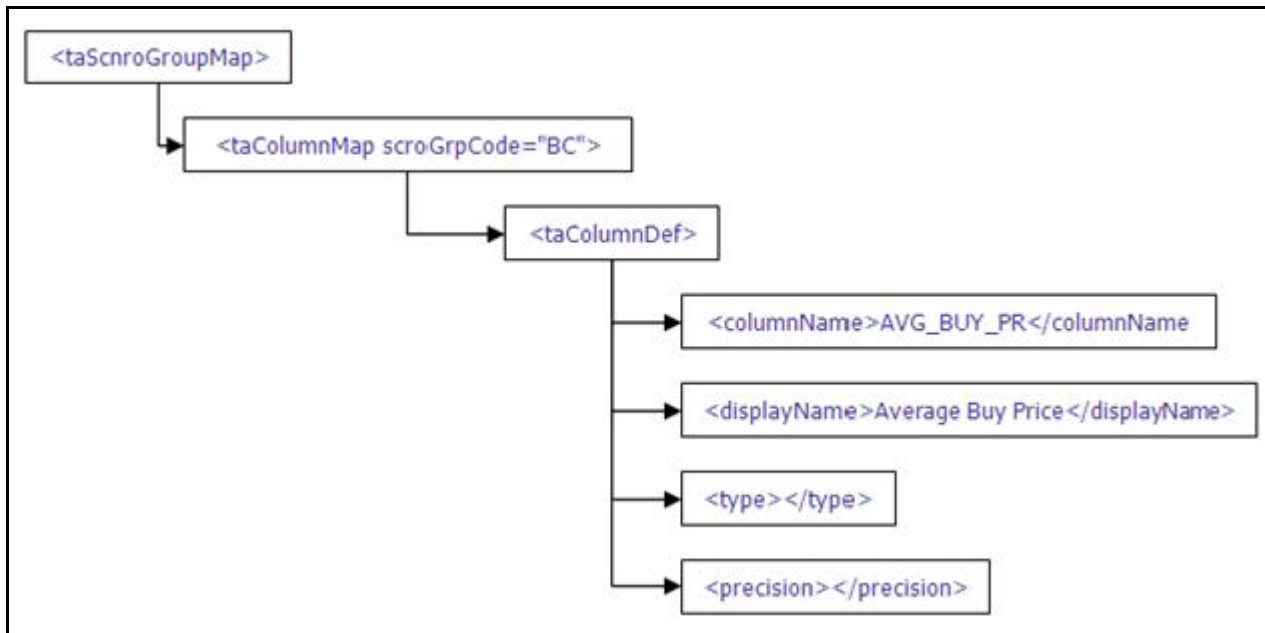 <taScnroGroupMap>
<taColumnMap scroGrpCode="BC">
<taColumnDef>
<columnName>AVG_BUY_PR</columnName
<displayName>Average Buy Price</displayName>
<type></type>
<precision></precision>